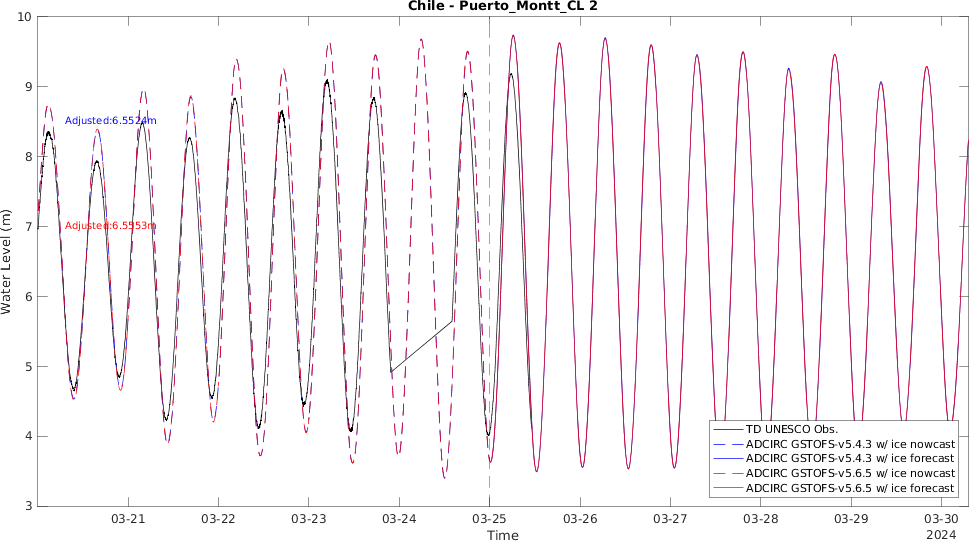 Chile - Puerto_Montt_CL 2
10
9
8
7
6
5
4
3
Water Level (m)
Adjusted:6.5524m
Adjusted:6.5553m
TD UNESCO Obs.
ADCIRC GSTOFS-v5.4.3 w/ ice nowcast
ADCIRC GSTOFS-v5.4.3 w/ ice forecast
ADCIRC GSTOFS-v5.6.5 w/ ice nowcast
ADCIRC GSTOFS-v5.6.5 w/ ice forecast
03-21 03-22 03-23 03-24 03-25 03-26 03-27 03-28 03-29 03-30
Time
2024